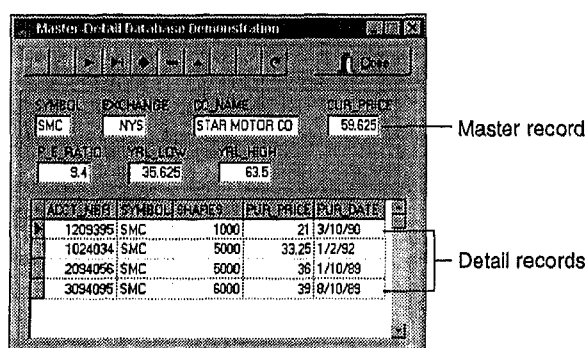 Master-Detail Database Demonstration
Close
SYMBOL EXCHANGE CO_NAME CUR_PRICE
SMC NYS STAR MOTOR CO 59.625
Master record
P_E_RATIO YRL_LOW YRL_HIGH
9.4 35.625 63.5
ACCT_NBR SYMBOL SHARES PUR_PRICE PUR_DATE
1209395 SMC 1000 21 3/10/90
1024034 SMC 5000 33.25 1/2/92
2094056 SMC 5000 36 1/10/89
3094095 SMC 6000 39 8/10/89
Detail records